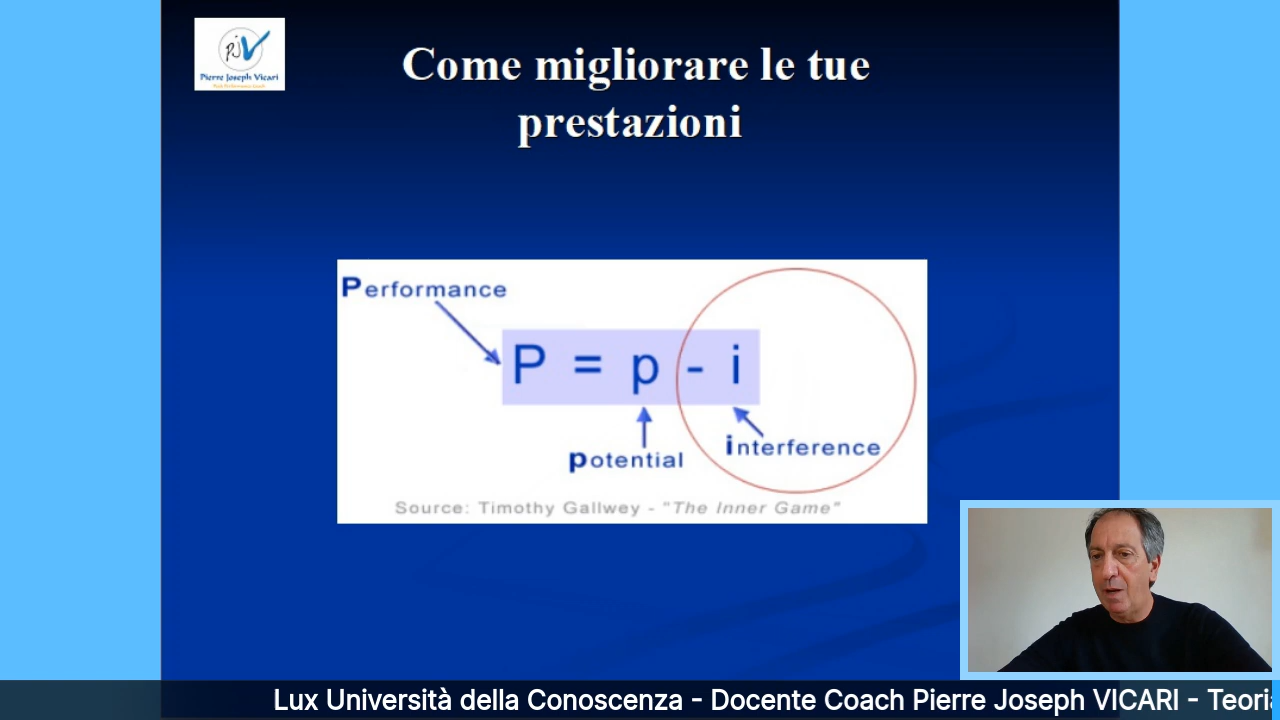 Pierre Joseph Vicari
Come migliorare le tue
prestazioni
Performance
P = p - i
potential
interference
Source: Timothy Gallwey - "The Inner Game"
Lux Università della Conoscenza - Docente Coach Pierre Joseph VICARI - Teoria